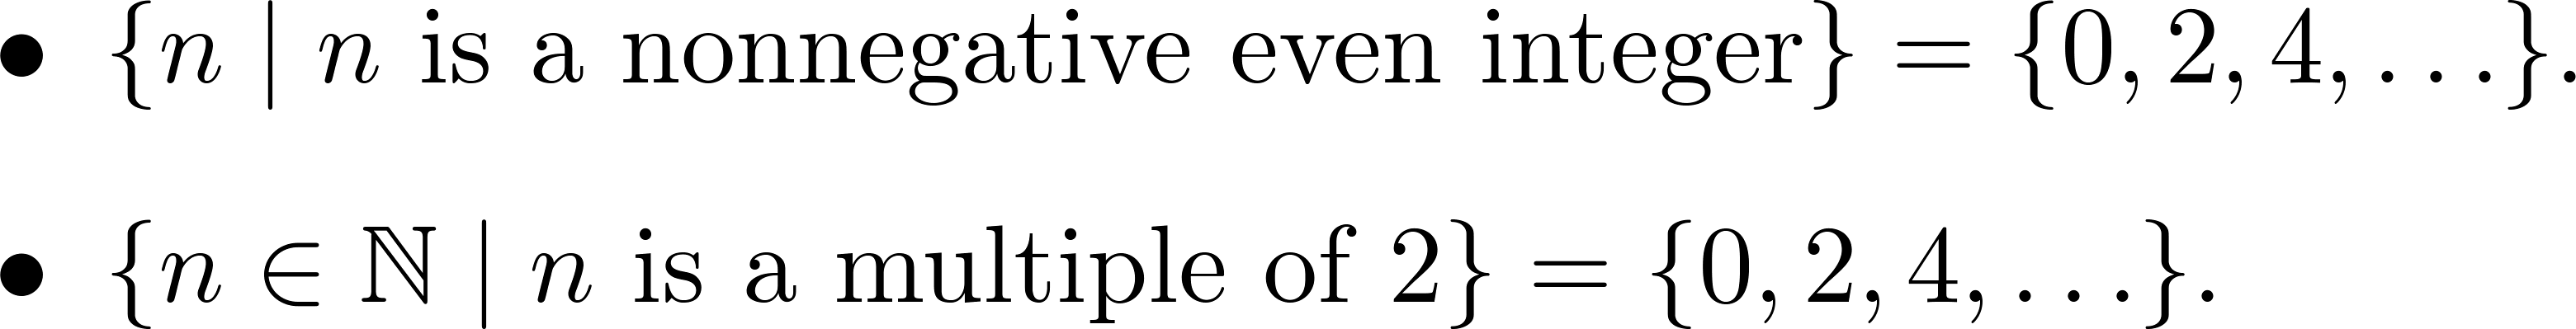 • {n | n is a nonnegative even integer} = {0, 2, 4, . . .}.
• {n ∈ ℕ | n is a multiple of 2} = {0, 2, 4, . . .}.